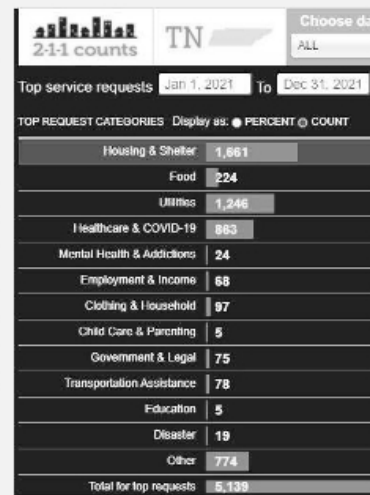 2-1-1 counts
TN
Choose da
ALL
Top service requests Jan 1, 2021 To Dec 31, 2021
TOP REQUEST CATEGORIES Display as: PERCENT COUNT
Housing & Shelter 1,661
Food 224
Utilities 1,246
Healthcare & COVID-19 863
Mental Health & Addictions 24
Employment & Income 68
Clothing & Household 97
Child Care & Parenting 5
Government & Legal 75
Transportation Assistance 78
Education 5
Disaster 19
Other 774
Total for top requests 5,139